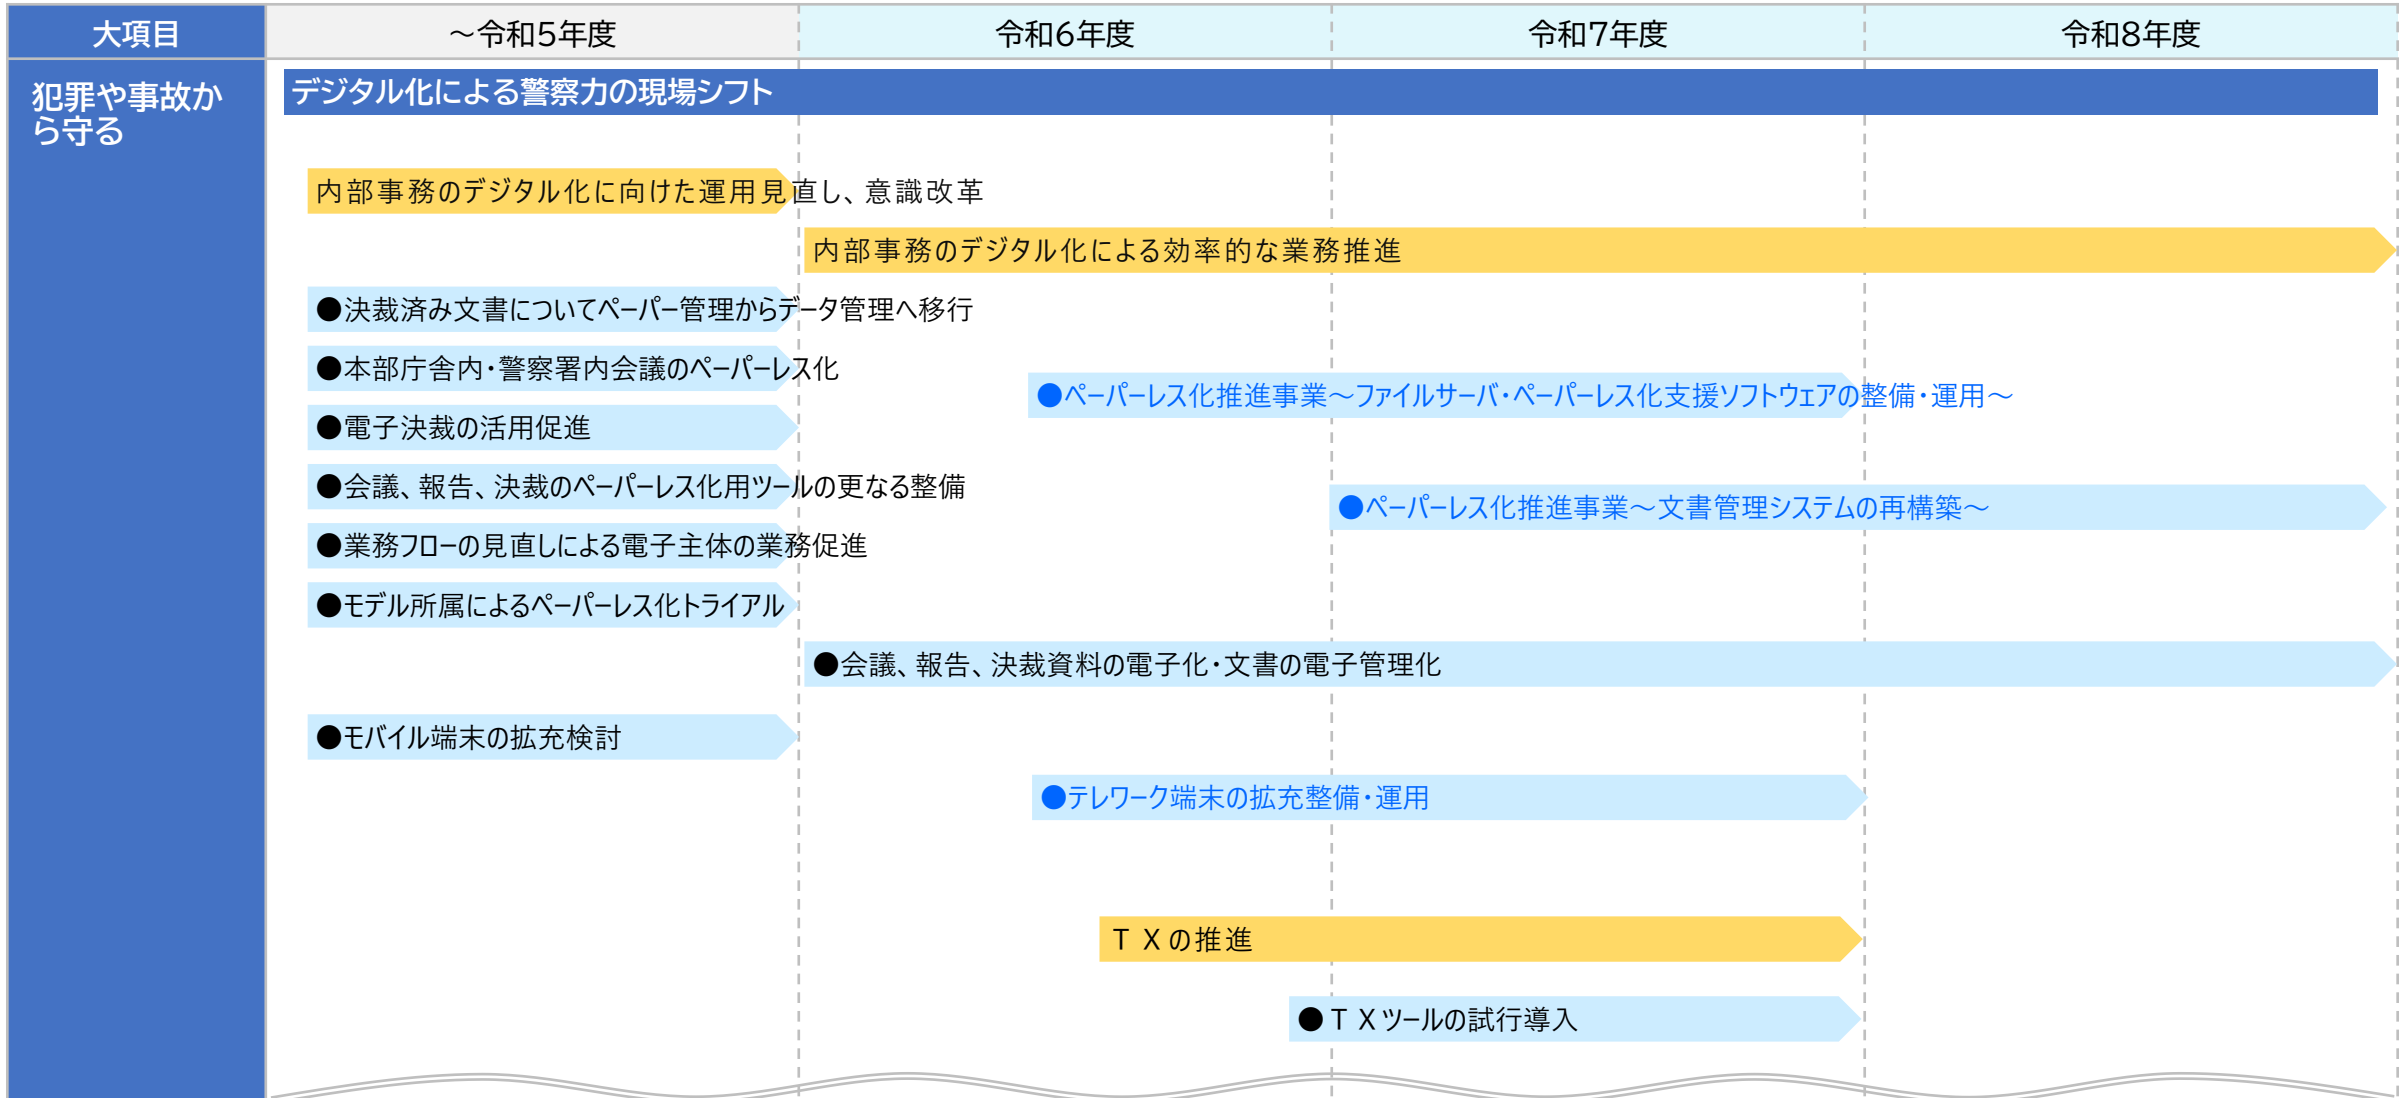 大項目
～令和5年度
令和6年度
令和7年度
令和8年度
犯罪や事故か
ら守る
デジタル化による警察力の現場シフト
内部事務のデジタル化に向けた運用見直し、意識改革
内部事務のデジタル化による効率的な業務推進
●決裁済み文書についてペーパー管理からデータ管理へ移行
●本部庁舎内・警察署内会議のペーパーレス化
●ペーパーレス化推進事業～ファイルサーバ・ペーパーレス化支援ソフトウェアの整備・運用～
●電子決裁の活用促進
●会議、報告、決裁のペーパーレス化用ツールの更なる整備
●ペーパーレス化推進事業～文書管理システムの再構築～
●業務フローの見直しによる電子主体の業務促進
●モデル所属によるペーパーレス化トライアル
●会議、報告、決裁資料の電子化・文書の電子管理化
●モバイル端末の拡充検討
●テレワーク端末の拡充整備・運用
ＴＸの推進
●ＴＸツールの試行導入